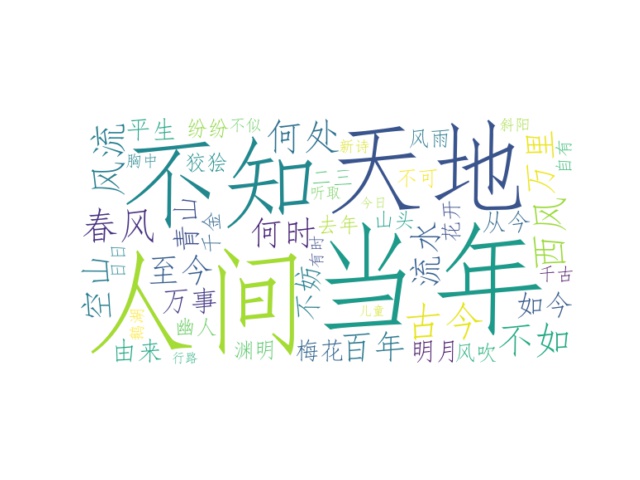 风流
平生
纷纷
不似
何处
新诗
风雨
斜阳
万里
自有
胸中
狡狯
不知
天地
二三
听取
不可
春风
青山
千金
何时
去年
今日
山头
流水
花开
从今
西风
空山
日日
至今
有时
不妨
人间
当年
千古
万事
鹅湖
幽人
儿童
古今
如今
由来
行路
渊明
梅花
百年
明月
风吹
不如